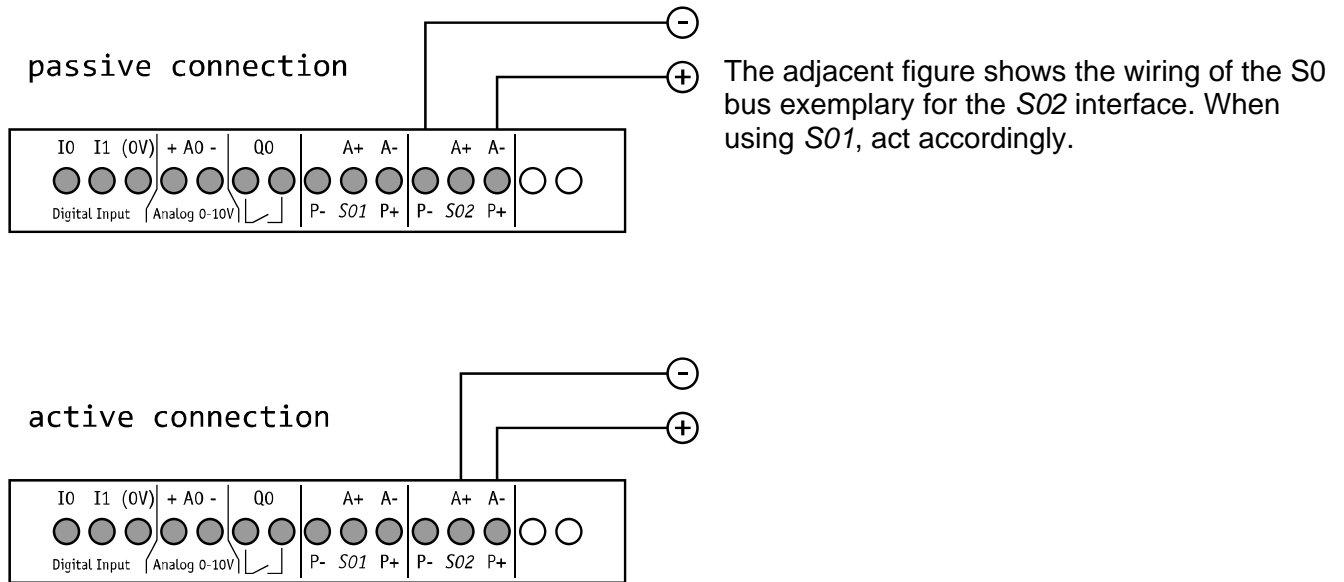 -
passive connection
+
The adjacent figure shows the wiring of the S0
bus exemplary for the S02 interface. When
using S01, act accordingly.
I0 I1 (0V) + A0 - Q0 A+ A- A+ A-
Digital Input Analog 0-10V P- S01 P+ P- S02 P+
-
active connection
+
I0 I1 (0V) + A0 - Q0 A+ A- A+ A-
Digital Input Analog 0-10V P- S01 P+ P- S02 P+